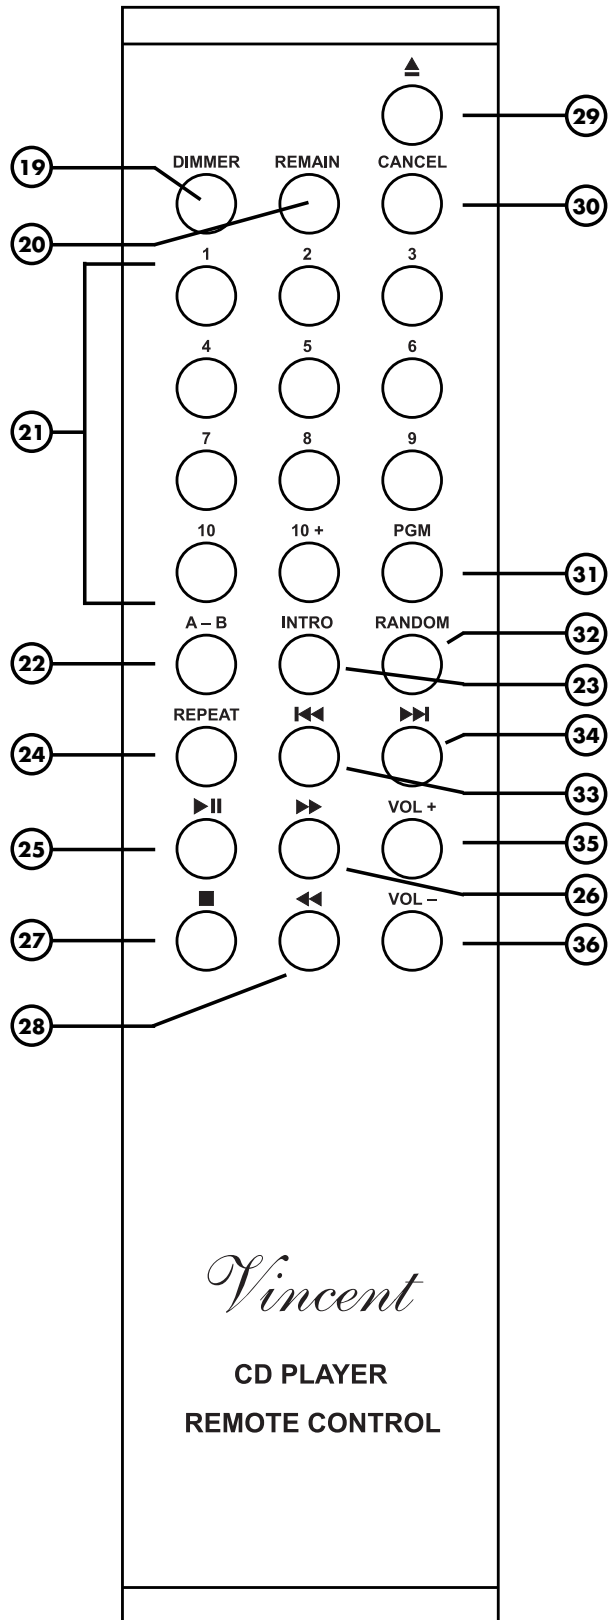 ⏏
29
DIMMER REMAIN CANCEL
19
30
20
1 2 3
4 5 6
21
7 8 9
10 10 + PGM
31
A – B INTRO RANDOM
32
22
23
REPEAT ⏮ ⏭
34
24
33
▶⏸ ▶▶ VOL +
25
35
26
■ ◀◀ VOL –
27
36
28
Vincent
CD PLAYER
REMOTE CONTROL